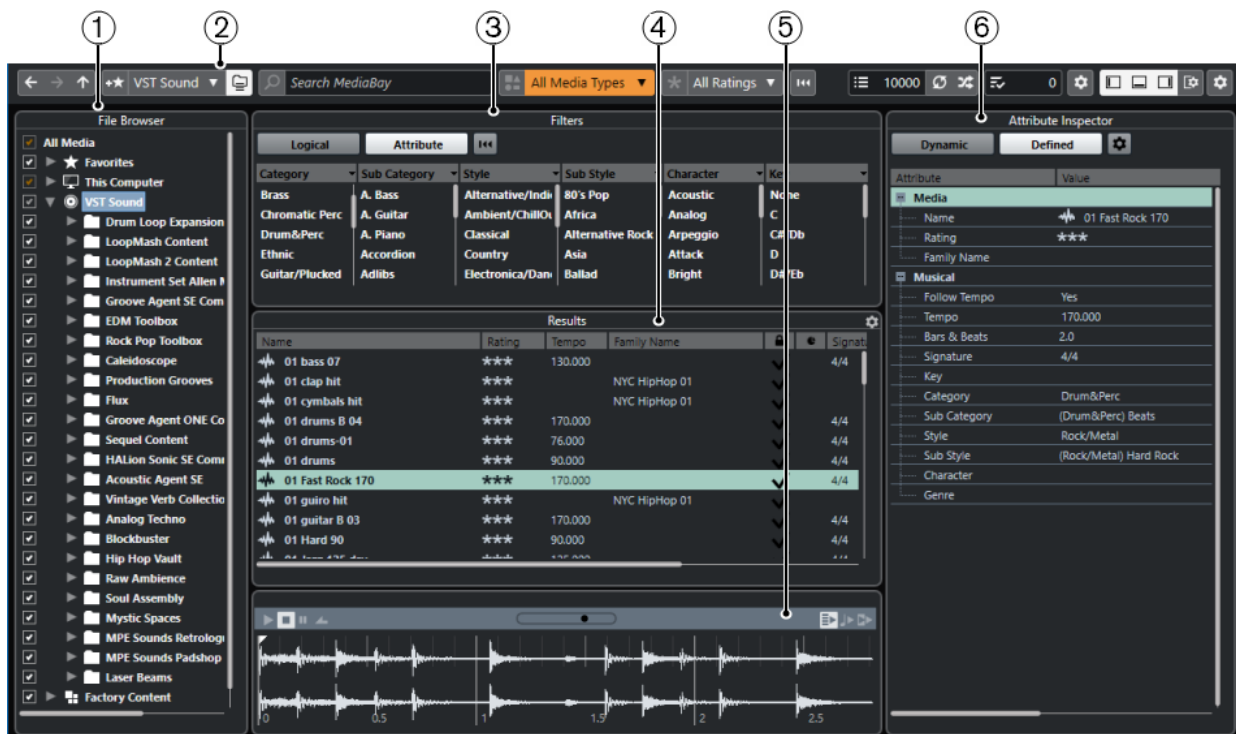 1 2 3 4 5 6
VST Sound Search MediaBay All Media Types All Ratings 10000 0
File Browser
All Media
Favorites
This Computer
VST Sound
Drum Loop Expansion
LoopMash Content
LoopMash 2 Content
Instrument Set Allen
Groove Agent SE Com
EDM Toolbox
Rock Pop Toolbox
Caleidoscope
Production Grooves
Flux
Groove Agent ONE Co
Sequel Content
HALion Sonic SE Com
Acoustic Agent SE
Vintage Verb Collectio
Analog Techno
Blockbuster
Hip Hop Vault
Raw Ambience
Soul Assembly
Mystic Spaces
MPE Sounds Retrolog
MPE Sounds Padshop
Laser Beams
Factory Content
Filters
Logical Attribute
Category Sub Category Style Sub Style Character Ke
Brass A. Bass Alternative/Indi 80's Pop Acoustic None
Chromatic Perc A. Guitar Ambient/ChillO Africa Analog C
Drum&Perc A. Piano Classical Alternative Rock Arpeggio C#/Db
Ethnic Accordion Country Asia Attack D
Guitar/Plucked Adlibs Electronica/Dan Ballad Bright D#/Eb
Results
Name Rating Tempo Family Name Signat
01 bass 07 *** 130.000 4/4
01 clap hit *** NYC HipHop 01
01 cymbals hit *** NYC HipHop 01
01 drums B 04 *** 170.000 4/4
01 drums-01 *** 76.000 4/4
01 drums *** 90.000 4/4
01 Fast Rock 170 *** 170.000 4/4
01 guiro hit *** NYC HipHop 01
01 guitar B 03 *** 170.000 4/4
01 Hard 90 *** 90.000 4/4
0 0.5 1 1.5 2 2.5
Attribute Inspector
Dynamic Defined
Attribute Value
Media
Name 01 Fast Rock 170
Rating ***
Family Name
Musical
Follow Tempo Yes
Tempo 170.000
Bars & Beats 2.0
Signature 4/4
Key
Category Drum&Perc
Sub Category (Drum&Perc) Beats
Style Rock/Metal
Sub Style (Rock/Metal) Hard Rock
Character
Genre